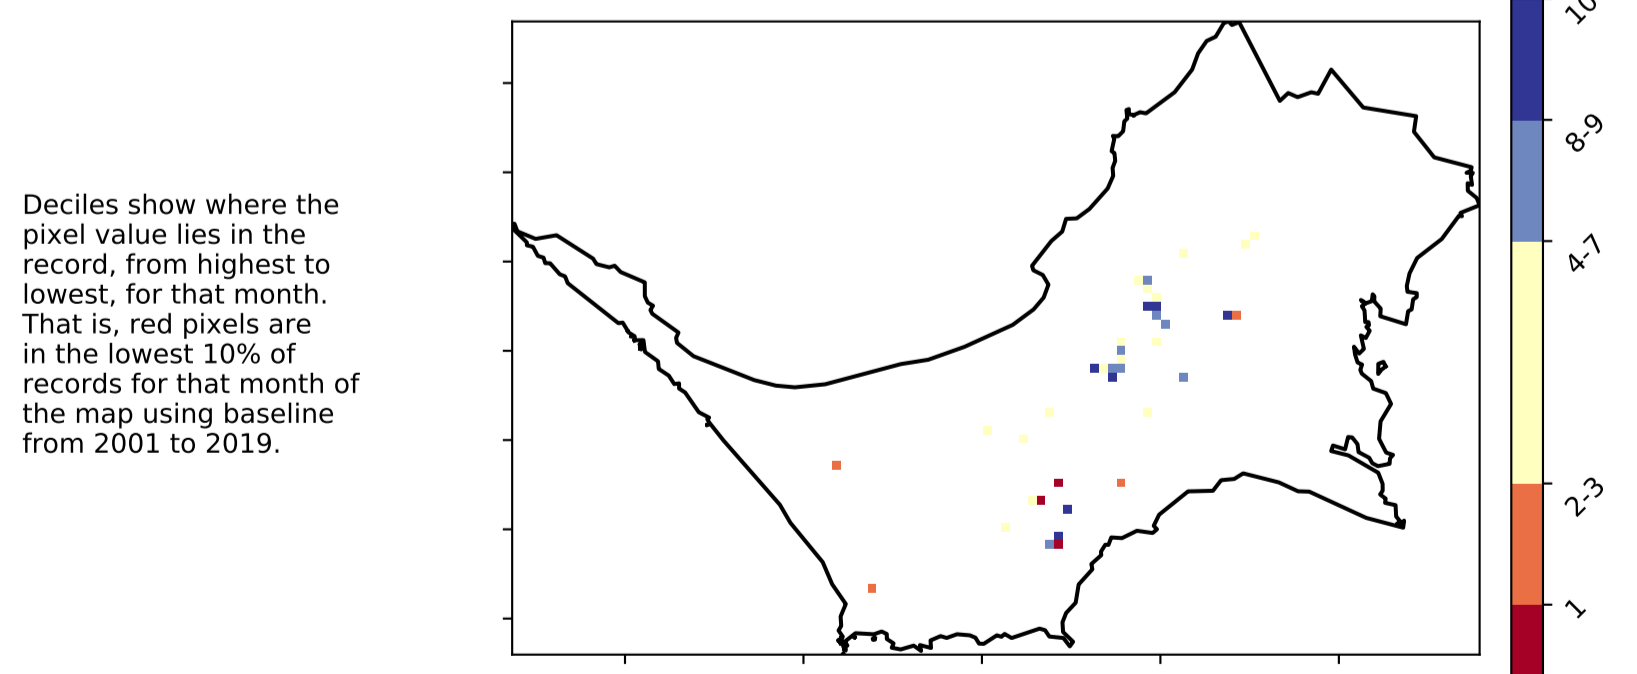 Deciles show where the
pixel value lies in the
record, from highest to
lowest, for that month.
That is, red pixels are
in the lowest 10% of
records for that month of
the map using baseline
from 2001 to 2019.
10
8-9
4-7
2-3
1